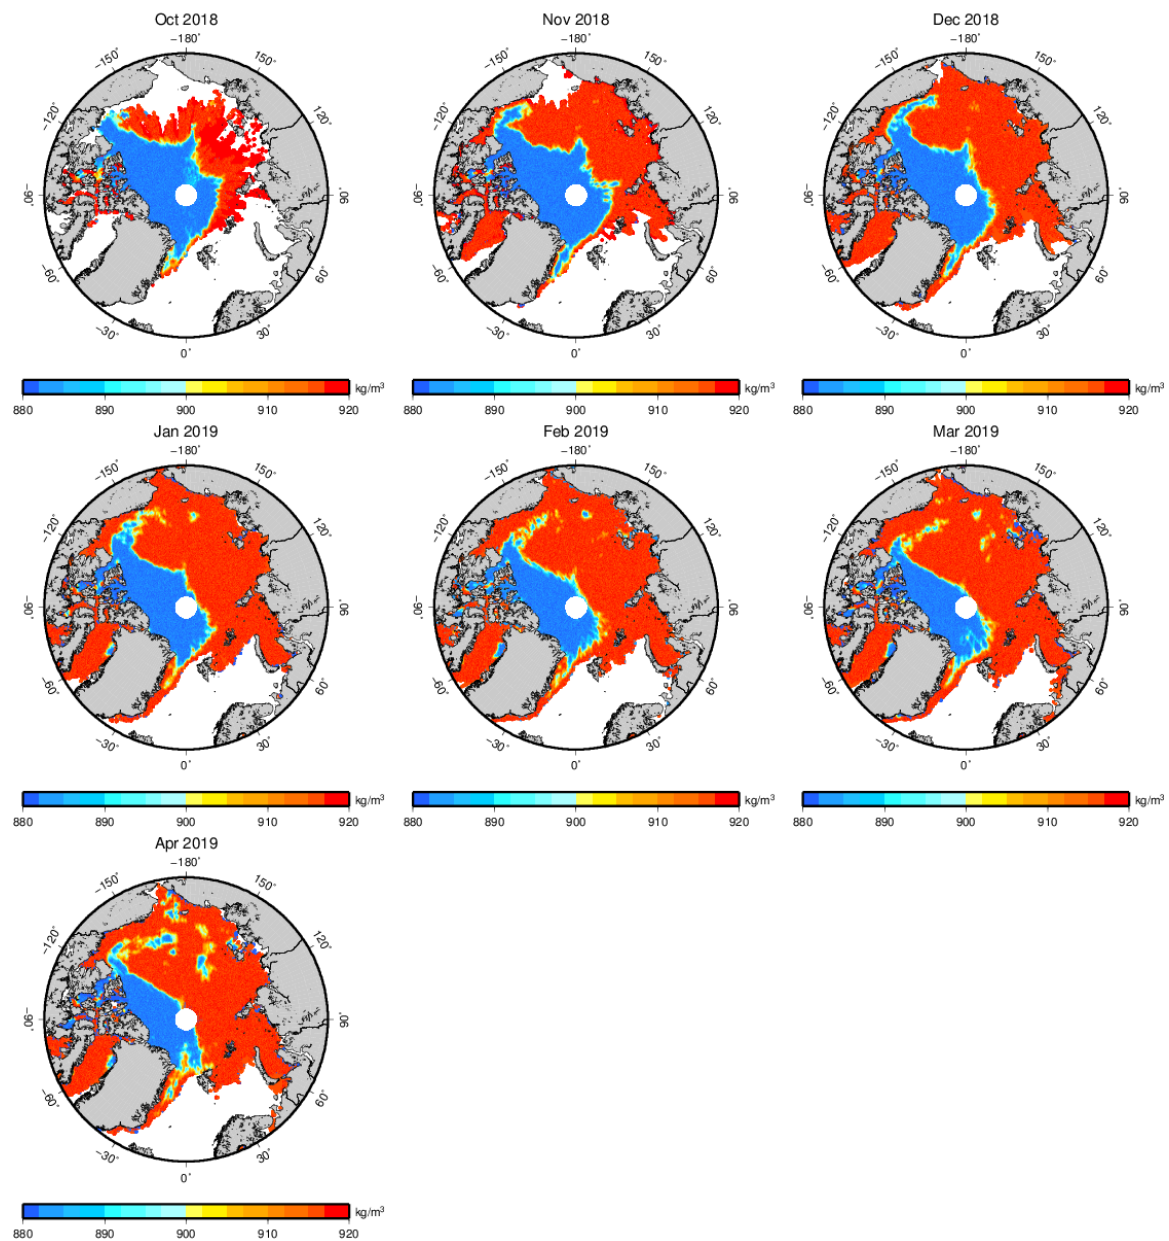 Oct 2018 Nov 2018 Dec 2018
−180° −180° −180°
−150° 150° −150° 150° −150° 150°
−120° 120° −120° 120° −120° 120°
−90° 90° −90° 90° −90° 90°
−60° 60° −60° 60° −60° 60°
−30° 30° −30° 30° −30° 30°
0° 0° 0°
kg/m³ kg/m³ kg/m³
880 890 900 910 920 880 890 900 910 920 880 890 900 910 920
Jan 2019 Feb 2019 Mar 2019
−180° −180° −180°
−150° 150° −150° 150° −150° 150°
−120° 120° −120° 120° −120° 120°
−90° 90° −90° 90° −90° 90°
−60° 60° −60° 60° −60° 60°
−30° 30° −30° 30° −30° 30°
0° 0° 0°
kg/m³ kg/m³ kg/m³
880 890 900 910 920 880 890 900 910 920 880 890 900 910 920
Apr 2019
−180°
−150° 150°
−120° 120°
−90° 90°
−60° 60°
−30° 30°
0°
kg/m³
880 890 900 910 920